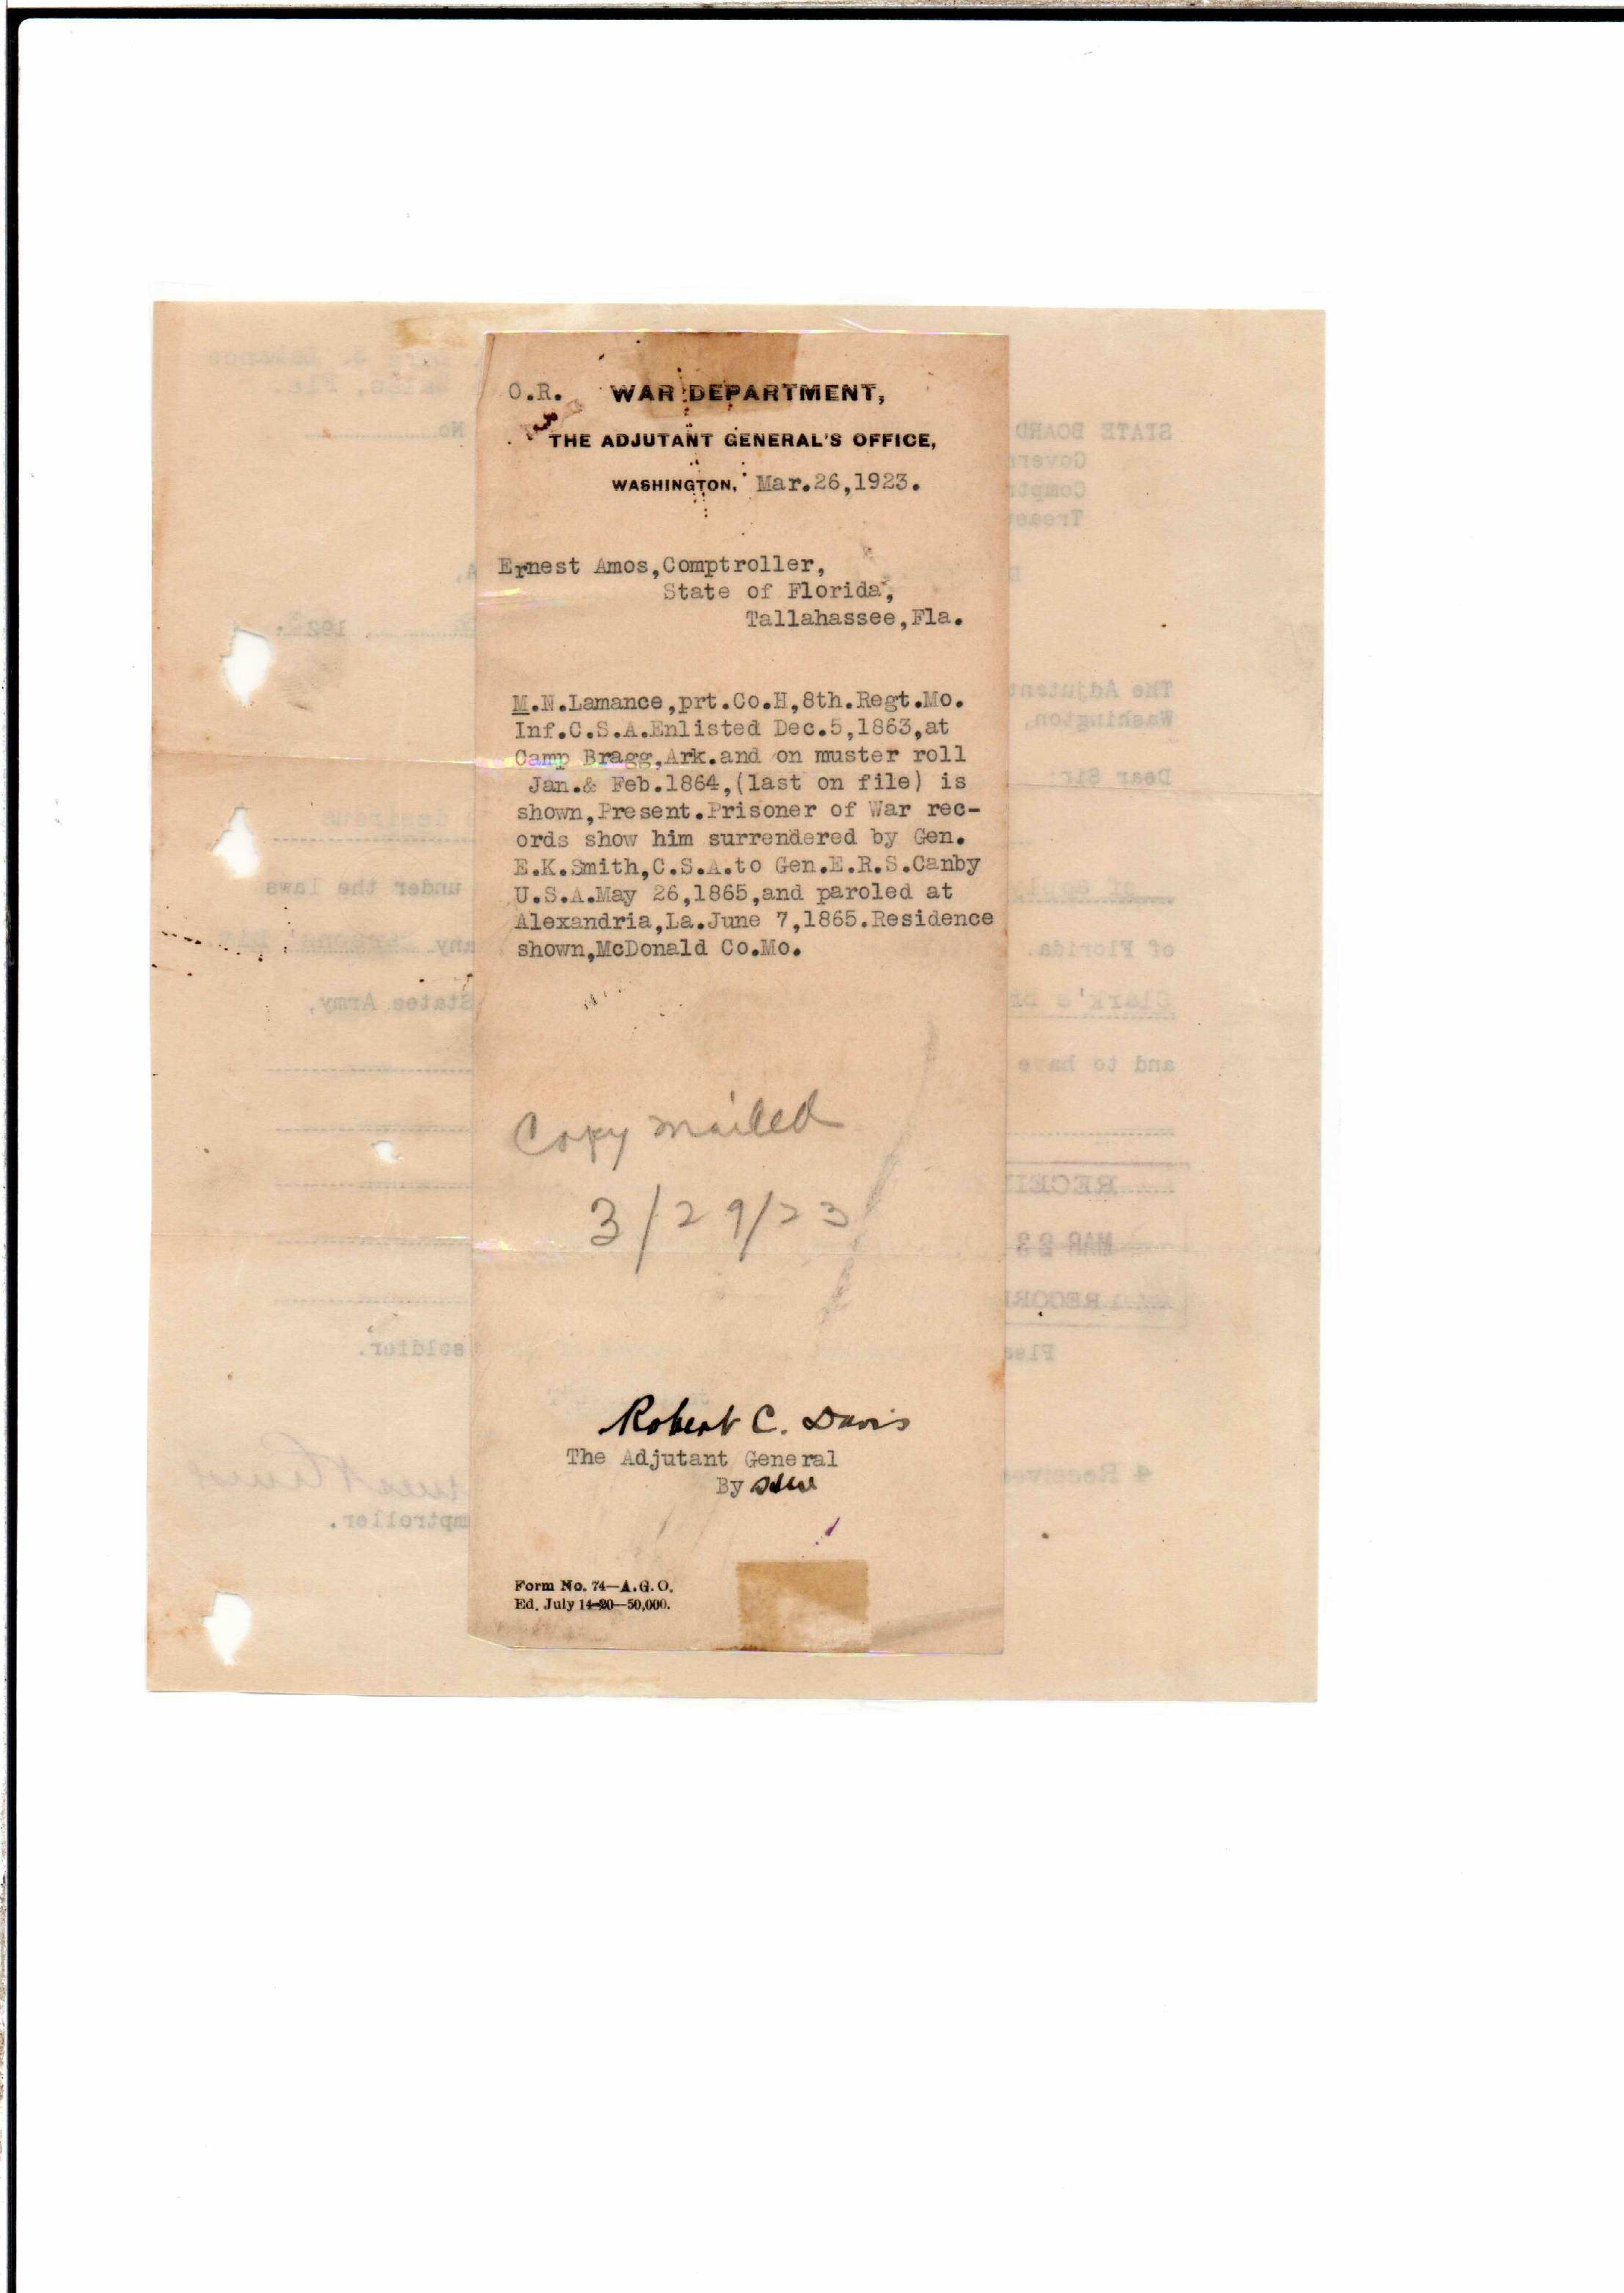 O.R. WAR DEPARTMENT,
THE ADJUTANT GENERAL'S OFFICE,
WASHINGTON, Mar.26,1923.
Ernest Amos,Comptroller,
State of Florida,
Tallahassee,Fla.
M.N.Lamance,prt.Co.H,8th.Regt.Mo.
Inf.C.S.A.Enlisted Dec.5,1863,at
Camp Bragg,Ark.and on muster roll
Jan.& Feb.1864,(last on file) is
shown,Present.Prisoner of War rec-
ords show him surrendered by Gen.
E.K.Smith,C.S.A.to Gen.E.R.S.Canby
U.S.A.May 26,1865,and paroled at
Alexandria,La.June 7,1865.Residence
shown,McDonald Co.Mo.
Copy mailed
3/29/23
Robert C. Davis
The Adjutant General
By
Form No. 74—A.G.O.
Ed. July 14-20—50,000.